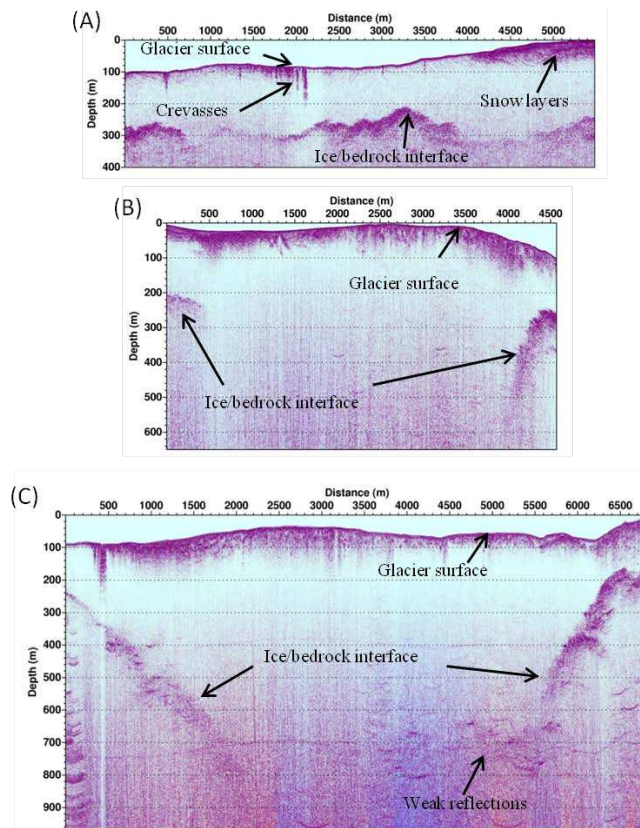 (A)
Distance (m)
500 1000 1500 2000 2500 3000 3500 4000 4500 5000 5500
Glacier surface
0
100
200
300
400
Depth (m)
Crevasses
Snow layers
Ice/bedrock interface
(B)
Distance (m)
500 1000 1500 2000 2500 3000 3500 4000 4500
0
100
200
300
400
500
600
Depth (m)
Glacier surface
Ice/bedrock interface
(C)
Distance (m)
500 1000 1500 2000 2500 3000 3500 4000 4500 5000 5500 6000 6500
0
100
200
300
400
500
600
700
800
900
Depth (m)
Glacier surface
Ice/bedrock interface
Weak reflections